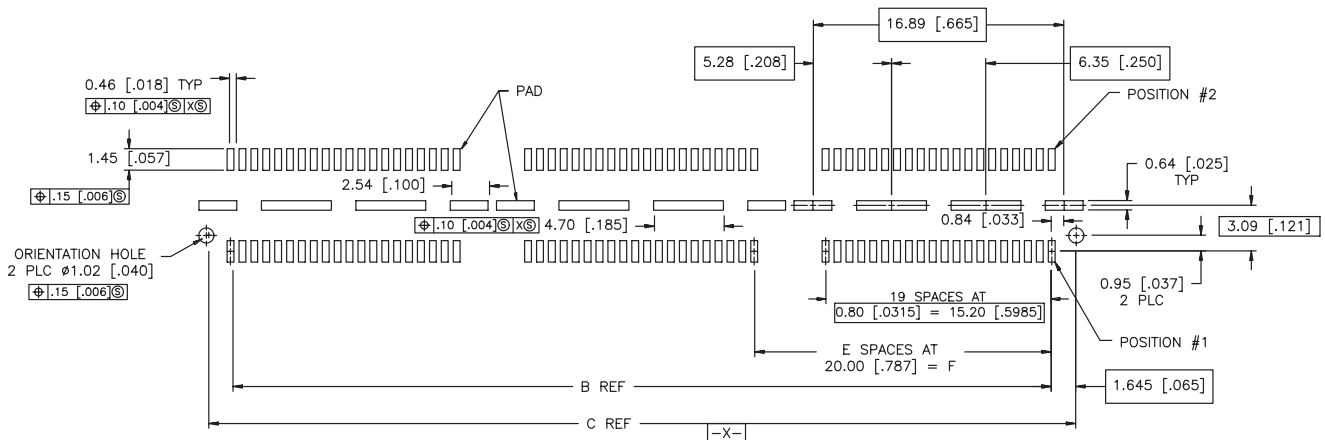 16.89 [.665]
5.28 [.208]
6.35 [.250]
0.46 [.018] TYP
⌖ .10 [.004]Ⓢ XⓈ
PAD
POSITION #2
1.45 [.057]
0.64 [.025]
TYP
2.54 [.100]
⌖ .15 [.006]Ⓢ
⌖ .10 [.004]Ⓢ XⓈ
4.70 [.185]
0.84 [.033]
3.09 [.121]
ORIENTATION HOLE
2 PLC ø1.02 [.040]
⌖ .15 [.006]Ⓢ
0.95 [.037]
2 PLC
19 SPACES AT
0.80 [.0315] = 15.20 [.5985]
POSITION #1
E SPACES AT
20.00 [.787] = F
B REF
1.645 [.065]
C REF
-X-